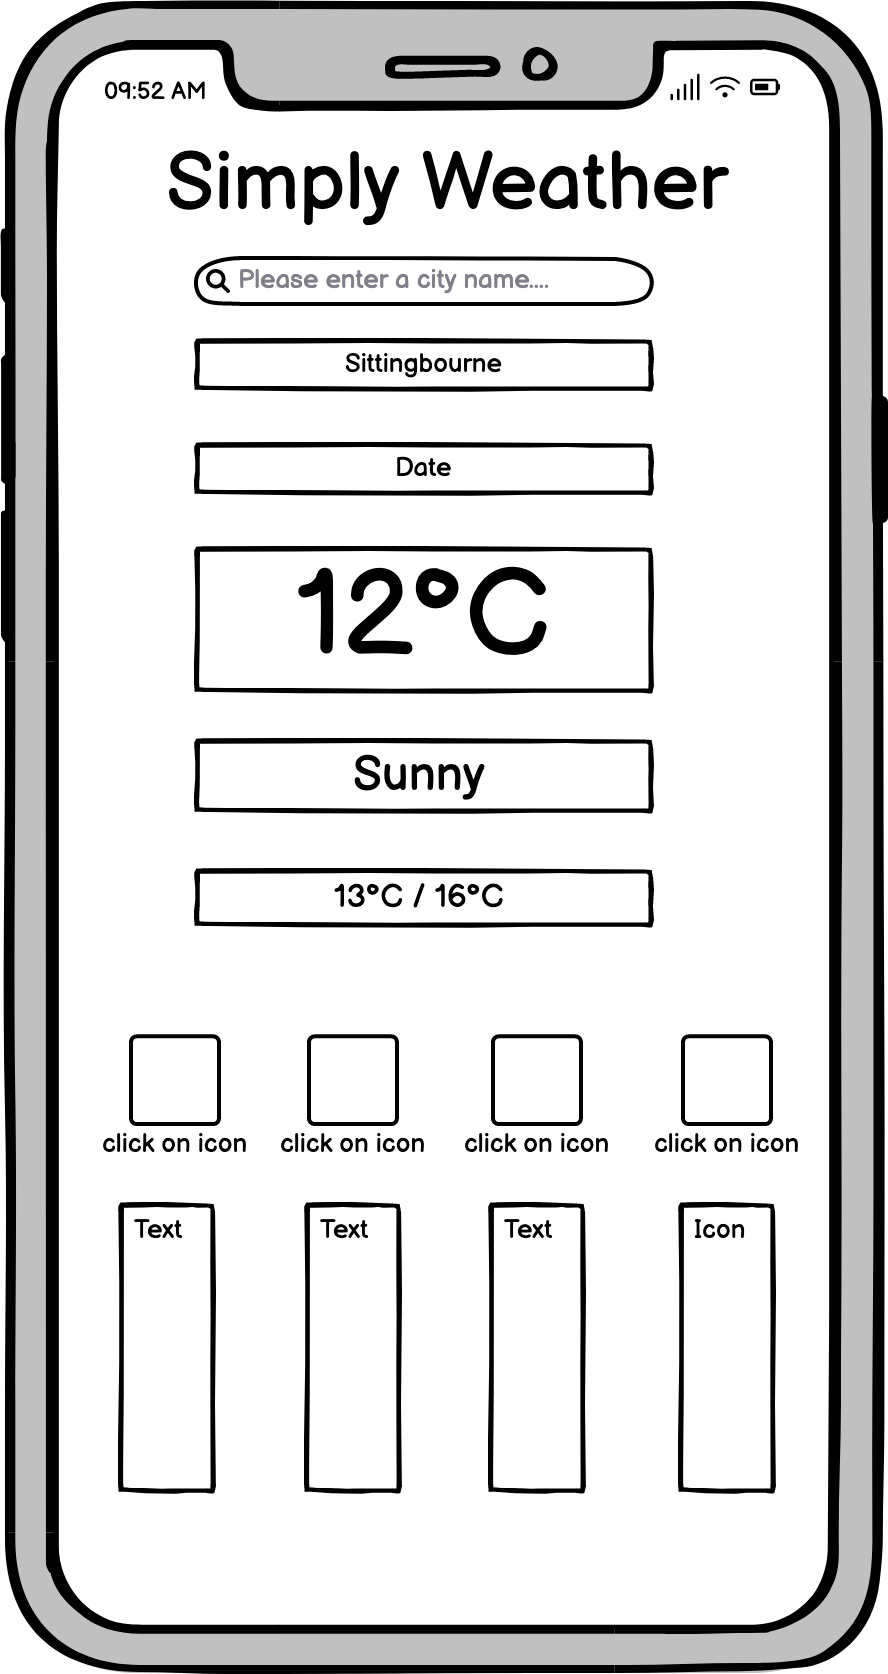 09:52 AM
Simply Weather
Please enter a city name....
Sittingbourne
Date
12°C
Sunny
13°C / 16°C
click on icon click on icon click on icon click on icon
Text Text Text Icon